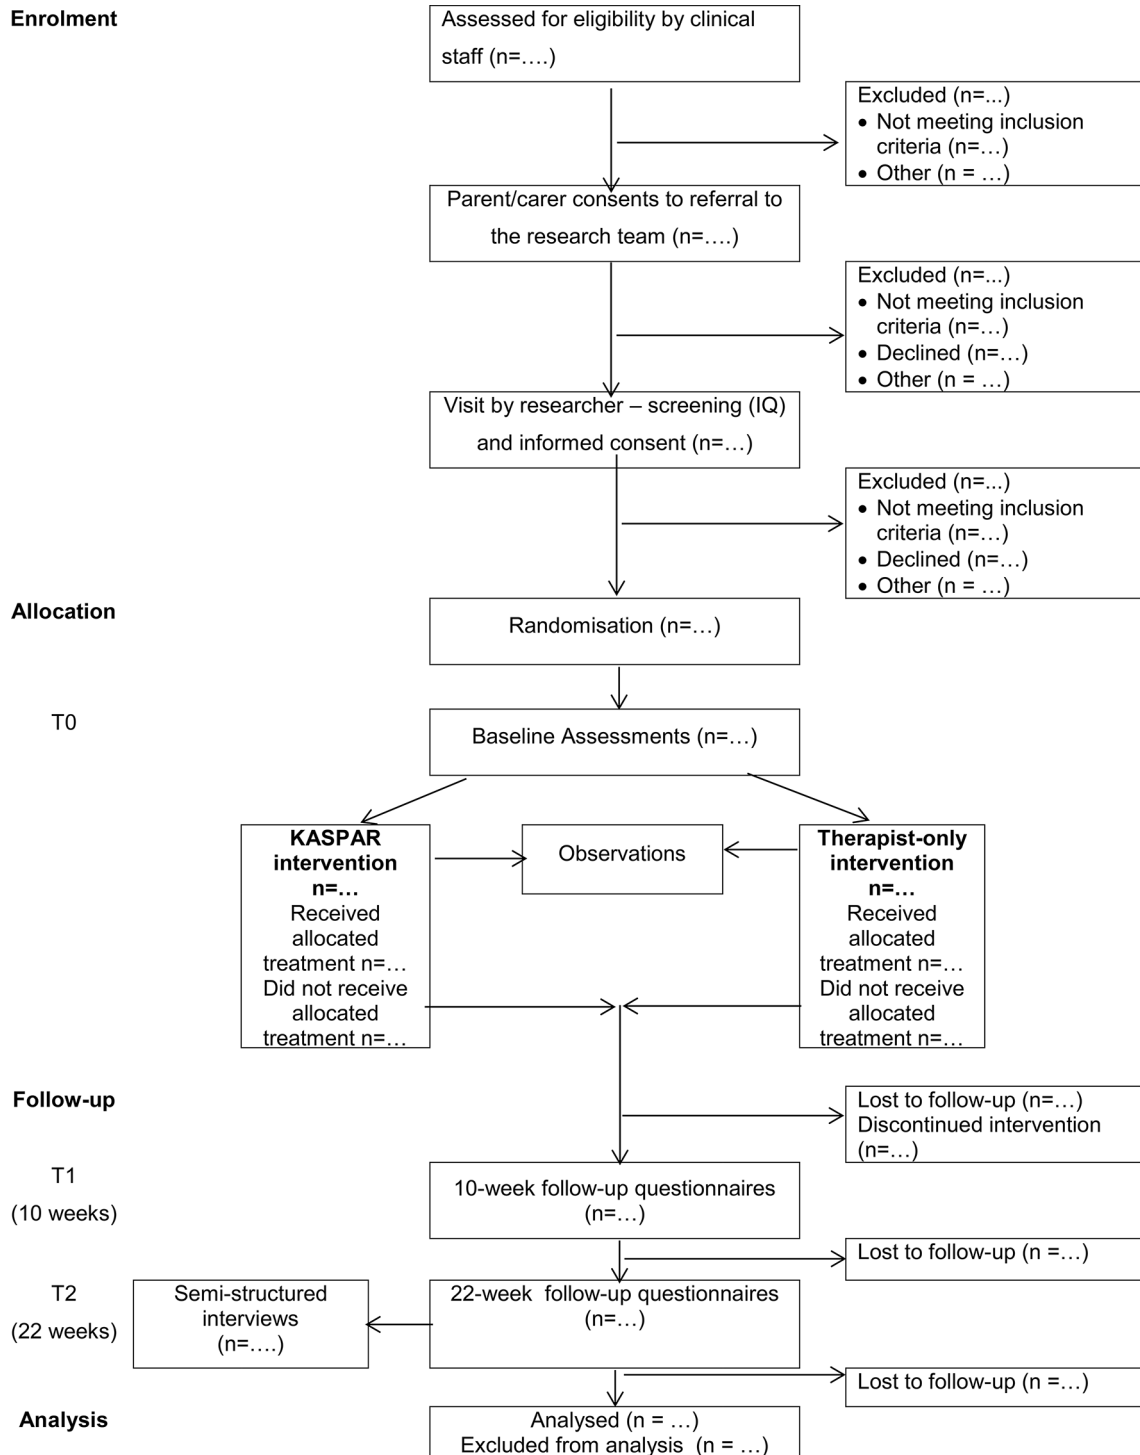 Enrolment
Assessed for eligibility by clinical
staff (n=….)
Excluded (n=...)
• Not meeting inclusion
criteria (n=…)
• Other (n = …)
Parent/carer consents to referral to
the research team (n=….)
Excluded (n=...)
• Not meeting inclusion
criteria (n=…)
• Declined (n=…)
• Other (n = …)
Visit by researcher – screening (IQ)
and informed consent (n=…)
Excluded (n=...)
• Not meeting inclusion
criteria (n=…)
• Declined (n=…)
• Other (n = …)
Allocation
Randomisation (n=…)
T0
Baseline Assessments (n=…)
KASPAR
intervention
n=…
Received
allocated
treatment n=…
Did not receive
allocated
treatment n=…
Observations
Therapist-only
intervention
n=…
Received
allocated
treatment n=…
Did not receive
allocated
treatment n=…
Follow-up
Lost to follow-up (n=…)
Discontinued intervention
(n=…)
T1
(10 weeks)
10-week follow-up questionnaires
(n=…)
Lost to follow-up (n =…)
T2
(22 weeks)
Semi-structured
interviews
(n=….)
22-week  follow-up questionnaires
(n=…)
Lost to follow-up (n =…)
Analysis
Analysed (n = …)
Excluded from analysis  (n = …)